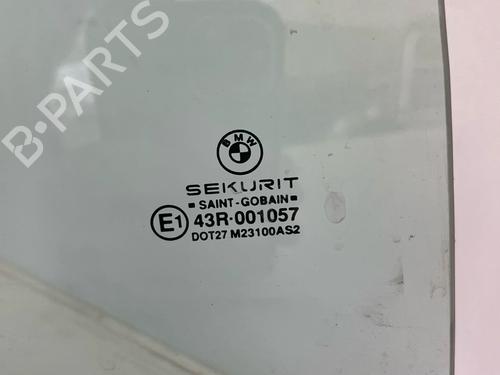 B-PARTS
BMW
SEKURIT
SAINT-GOBAIN
E1 43R-001057
DOT27 M23100AS2